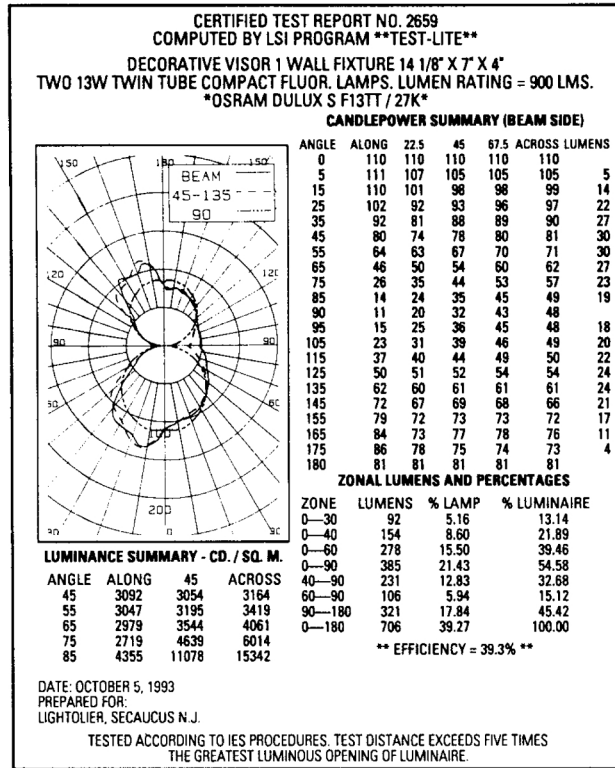 CERTIFIED TEST REPORT NO. 2659
COMPUTED BY LSI PROGRAM **TEST-LITE**
DECORATIVE VISOR 1 WALL FIXTURE 14 1/8" X 7" X 4"
TWO 13W TWIN TUBE COMPACT FLUOR. LAMPS. LUMEN RATING = 900 LMS.
*OSRAM DULUX S F13TT / 27K*
CANDLEPOWER SUMMARY (BEAM SIDE)
ANGLE ALONG 22.5 45 67.5 ACROSS LUMENS
0 110 110 110 110 110
5 111 107 105 105 105 5
15 110 101 98 98 99 14
25 102 92 93 96 97 22
35 92 81 88 89 90 27
45 80 74 78 80 81 30
55 64 63 67 70 71 30
65 46 50 54 60 62 27
75 26 35 44 53 57 23
85 14 24 35 45 49 19
90 11 20 32 43 48
95 15 25 36 45 48 18
105 23 31 39 46 49 20
115 37 40 44 49 50 22
125 50 51 52 54 54 24
135 62 60 61 61 61 24
145 72 67 69 68 66 21
155 79 72 73 73 72 17
165 84 73 77 78 76 11
175 86 78 75 74 73 4
180 81 81 81 81 81
150 180 150
BEAM
45-135
90
120 120
90 90
60 60
100
200
30 0 30
ZONAL LUMENS AND PERCENTAGES
ZONE LUMENS % LAMP % LUMINAIRE
0—30 92 5.16 13.14
0—40 154 8.60 21.89
0—60 278 15.50 39.46
0—90 385 21.43 54.58
40—90 231 12.83 32.68
60—90 106 5.94 15.12
90—180 321 17.84 45.42
0—180 706 39.27 100.00
** EFFICIENCY = 39.3% **
LUMINANCE SUMMARY - CD. / SQ. M.
ANGLE ALONG 45 ACROSS
45 3092 3054 3164
55 3047 3195 3419
65 2979 3544 4061
75 2719 4639 6014
85 4355 11078 15342
DATE: OCTOBER 5, 1993
PREPARED FOR:
LIGHTOLIER, SECAUCUS N.J.
TESTED ACCORDING TO IES PROCEDURES. TEST DISTANCE EXCEEDS FIVE TIMES
THE GREATEST LUMINOUS OPENING OF LUMINAIRE.